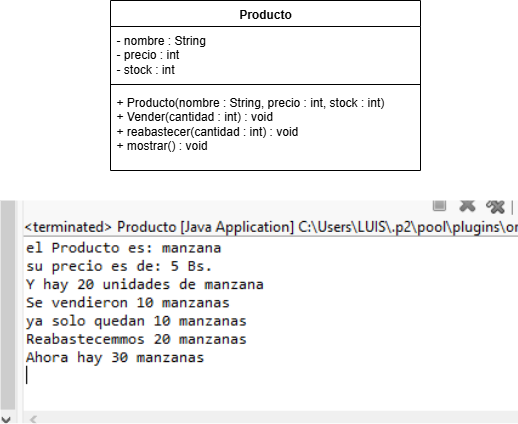 Producto
- nombre : String
- precio : int
- stock : int
+ Producto(nombre : String, precio : int, stock : int)
+ Vender(cantidad : int) : void
+ reabastecer(cantidad : int) : void
+ mostrar() : void
<terminated> Producto [Java Application] C:\Users\LUIS\.p2\pool\plugins\or
el Producto es: manzana
su precio es de: 5 Bs.
Y hay 20 unidades de manzana
Se vendieron 10 manzanas
ya solo quedan 10 manzanas
Reabastecemmos 20 manzanas
Ahora hay 30 manzanas